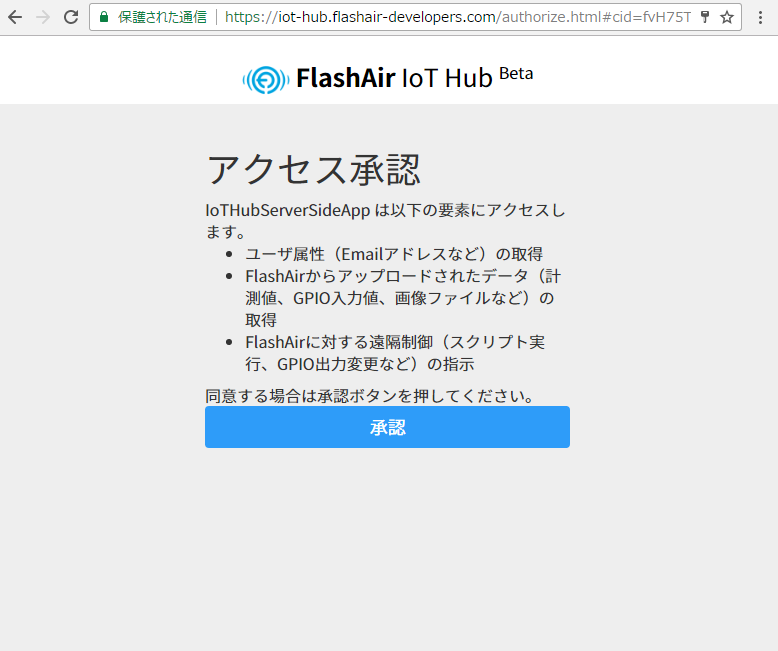 保護された通信 https://iot-hub.flashair-developers.com/authorize.html#cid=fvH75T
FlashAir IoT Hub Beta
アクセス承認
IoTHubServerSideApp は以下の要素にアクセスし
ます。
• ユーザ属性（Emailアドレスなど）の取得
• FlashAirからアップロードされたデータ（計
測値、GPIO入力値、画像ファイルなど）の
取得
• FlashAirに対する遠隔制御（スクリプト実
行、GPIO出力変更など）の指示
同意する場合は承認ボタンを押してください。
承認